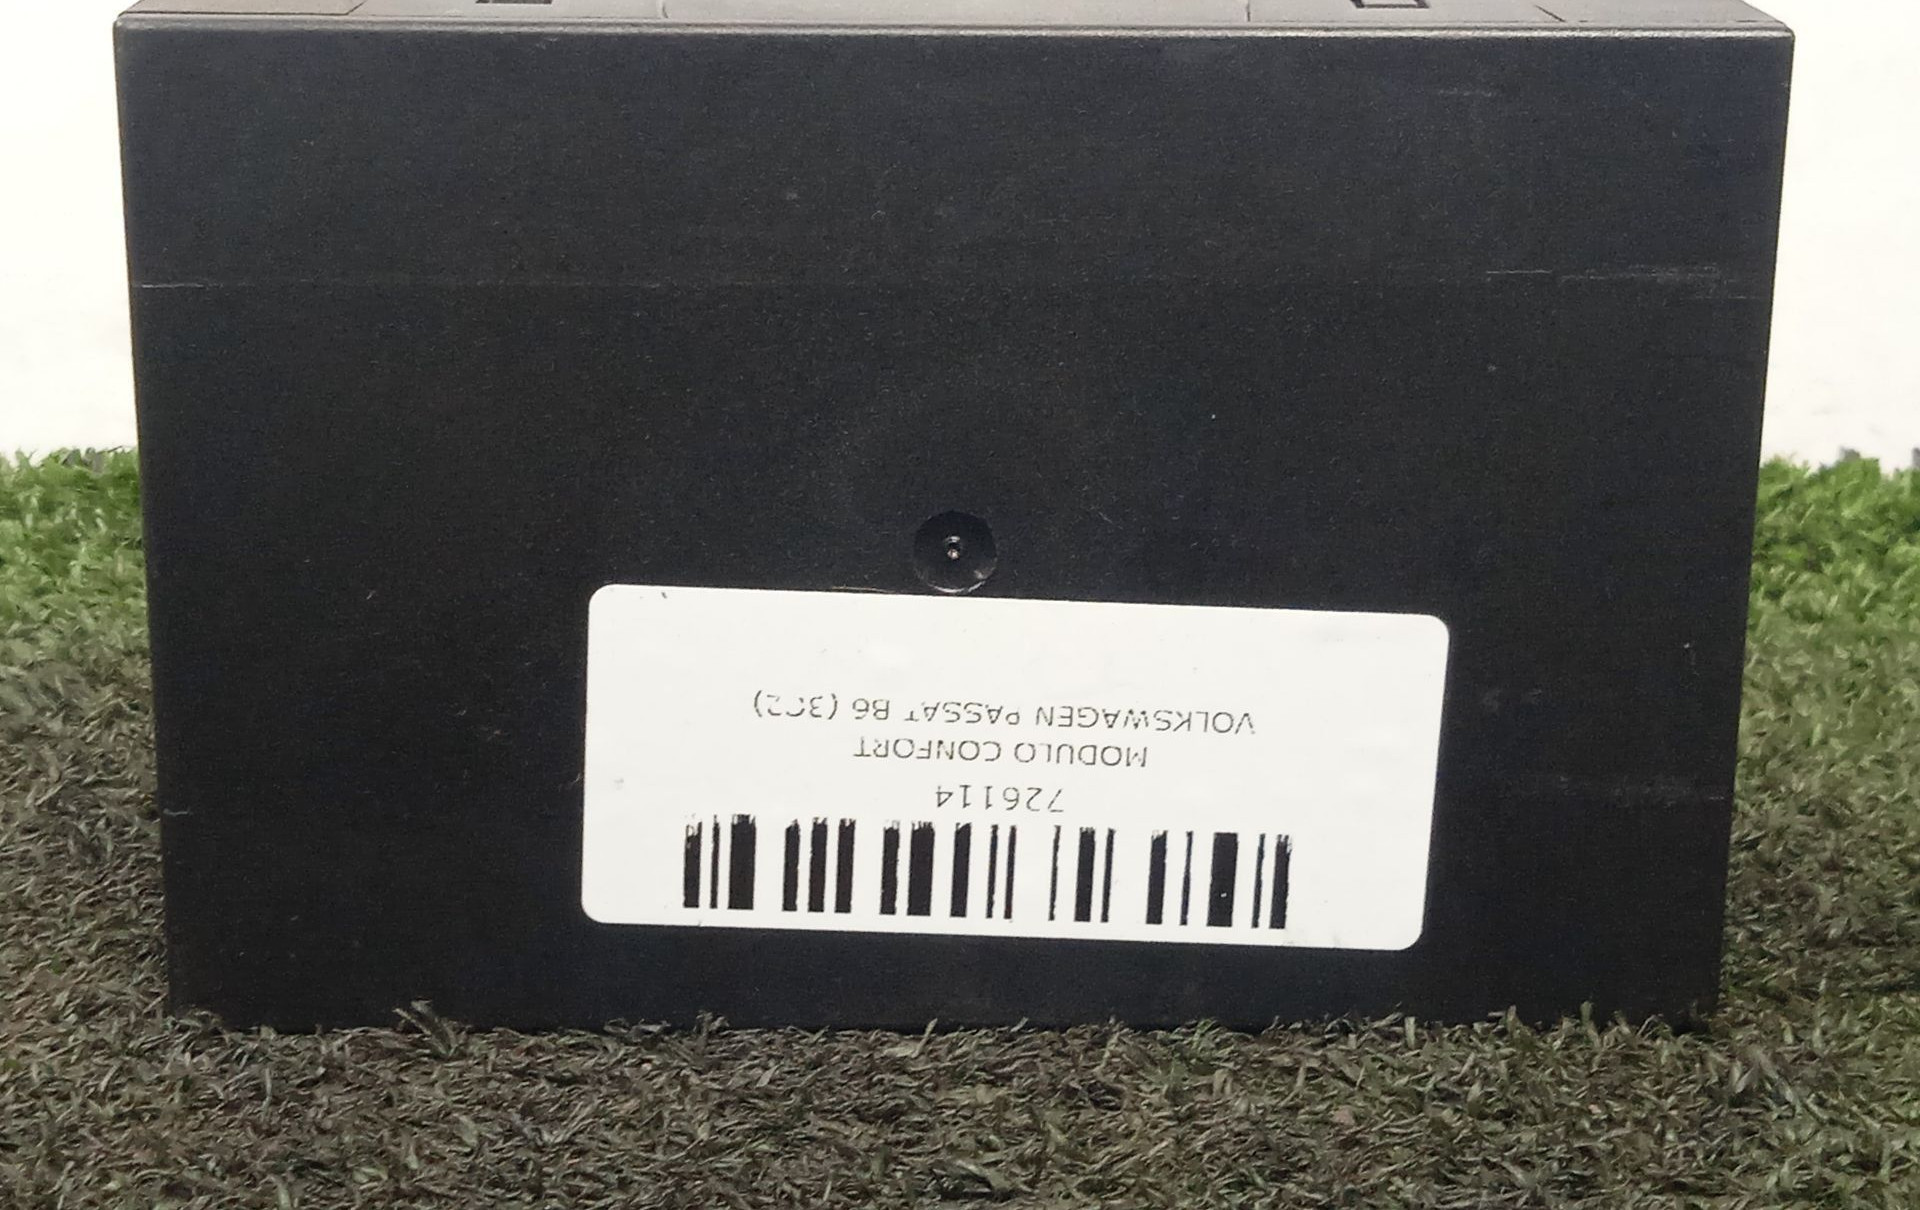 726114
MODULO CONFORT
VOLKSWAGEN PASSAT B6 (3C2)